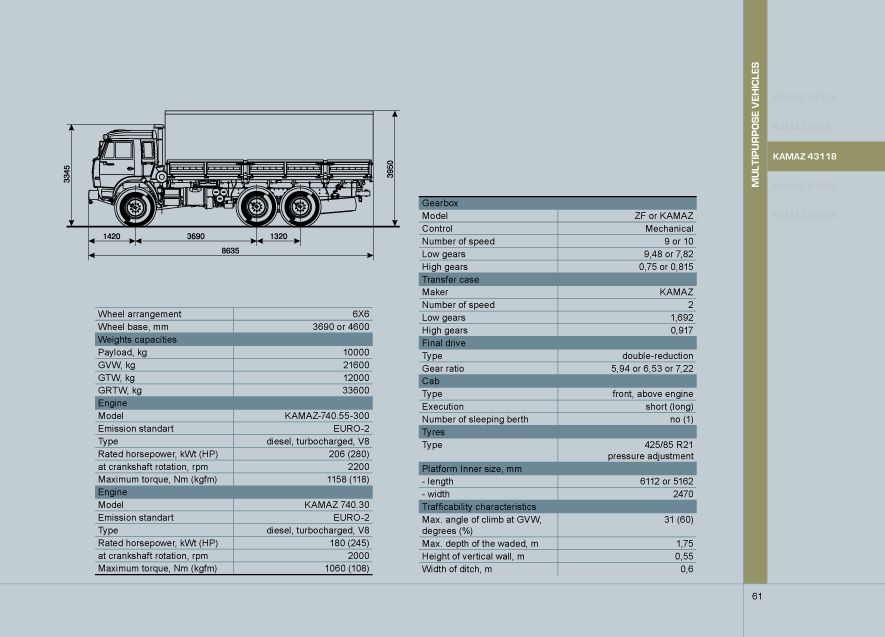 3345
3950
1420
3690
1320
8635
Wheel arrangement 6X6
Wheel base, mm 3690 or 4600
Weights capacities
Payload, kg 10000
GVW, kg 21600
GTW, kg 12000
GRTW, kg 33600
Engine
Model KAMAZ-740.55-300
Emission standart EURO-2
Type diesel, turbocharged, V8
Rated horsepower, kWt (HP) 206 (280)
at crankshaft rotation, rpm 2200
Maximum torque, Nm (kgfm) 1158 (118)
Engine
Model KAMAZ 740.30
Emission standart EURO-2
Type diesel, turbocharged, V8
Rated horsepower, kWt (HP) 180 (245)
at crankshaft rotation, rpm 2000
Maximum torque, Nm (kgfm) 1060 (108)
Gearbox
Model ZF or KAMAZ
Control Mechanical
Number of speed 9 or 10
Low gears 9,48 or 7,82
High gears 0,75 or 0,815
Transfer case
Maker KAMAZ
Number of speed 2
Low gears 1,692
High gears 0,917
Final drive
Type double-reduction
Gear ratio 5,94 or 6,53 or 7,22
Cab
Type front, above engine
Execution short (long)
Number of sleeping berth no (1)
Tyres
Type 425/85 R21
pressure adjustment
Platform Inner size, mm
- length 6112 or 5162
- width 2470
Trafficability characteristics
Max. angle of climb at GVW, 31 (60)
degrees (%)
Max. depth of the waded, m 1,75
Height of vertical wall, m 0,55
Width of ditch, m 0,6
MULTIPURPOSE VEHICLES
KAMAZ 43114
KAMAZ 4326
KAMAZ 43118
KAMAZ
KAMAZ
61